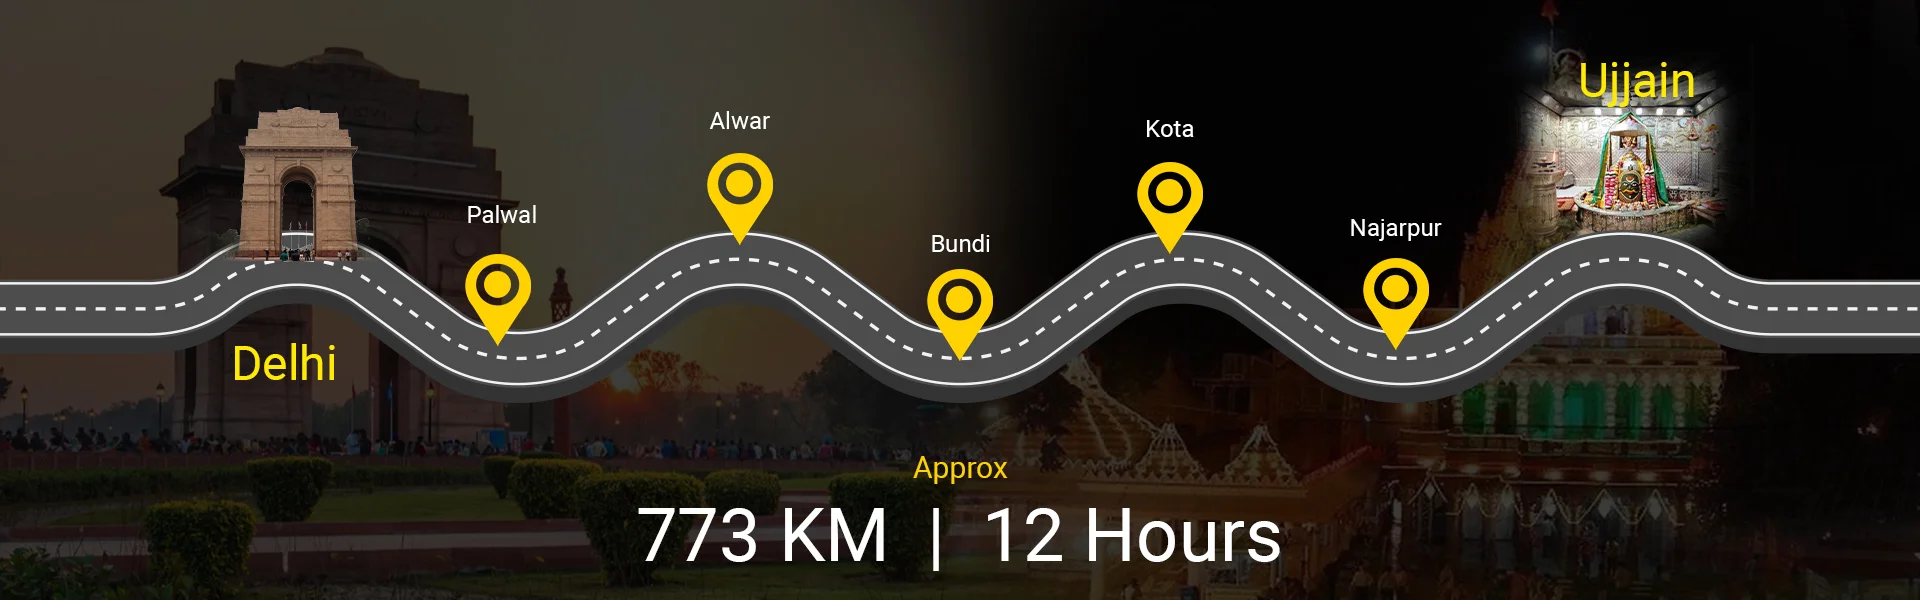 Ujjain
Alwar
Kota
Palwal
Najarpur
Bundi
Delhi
Approx
773 KM | 12 Hours